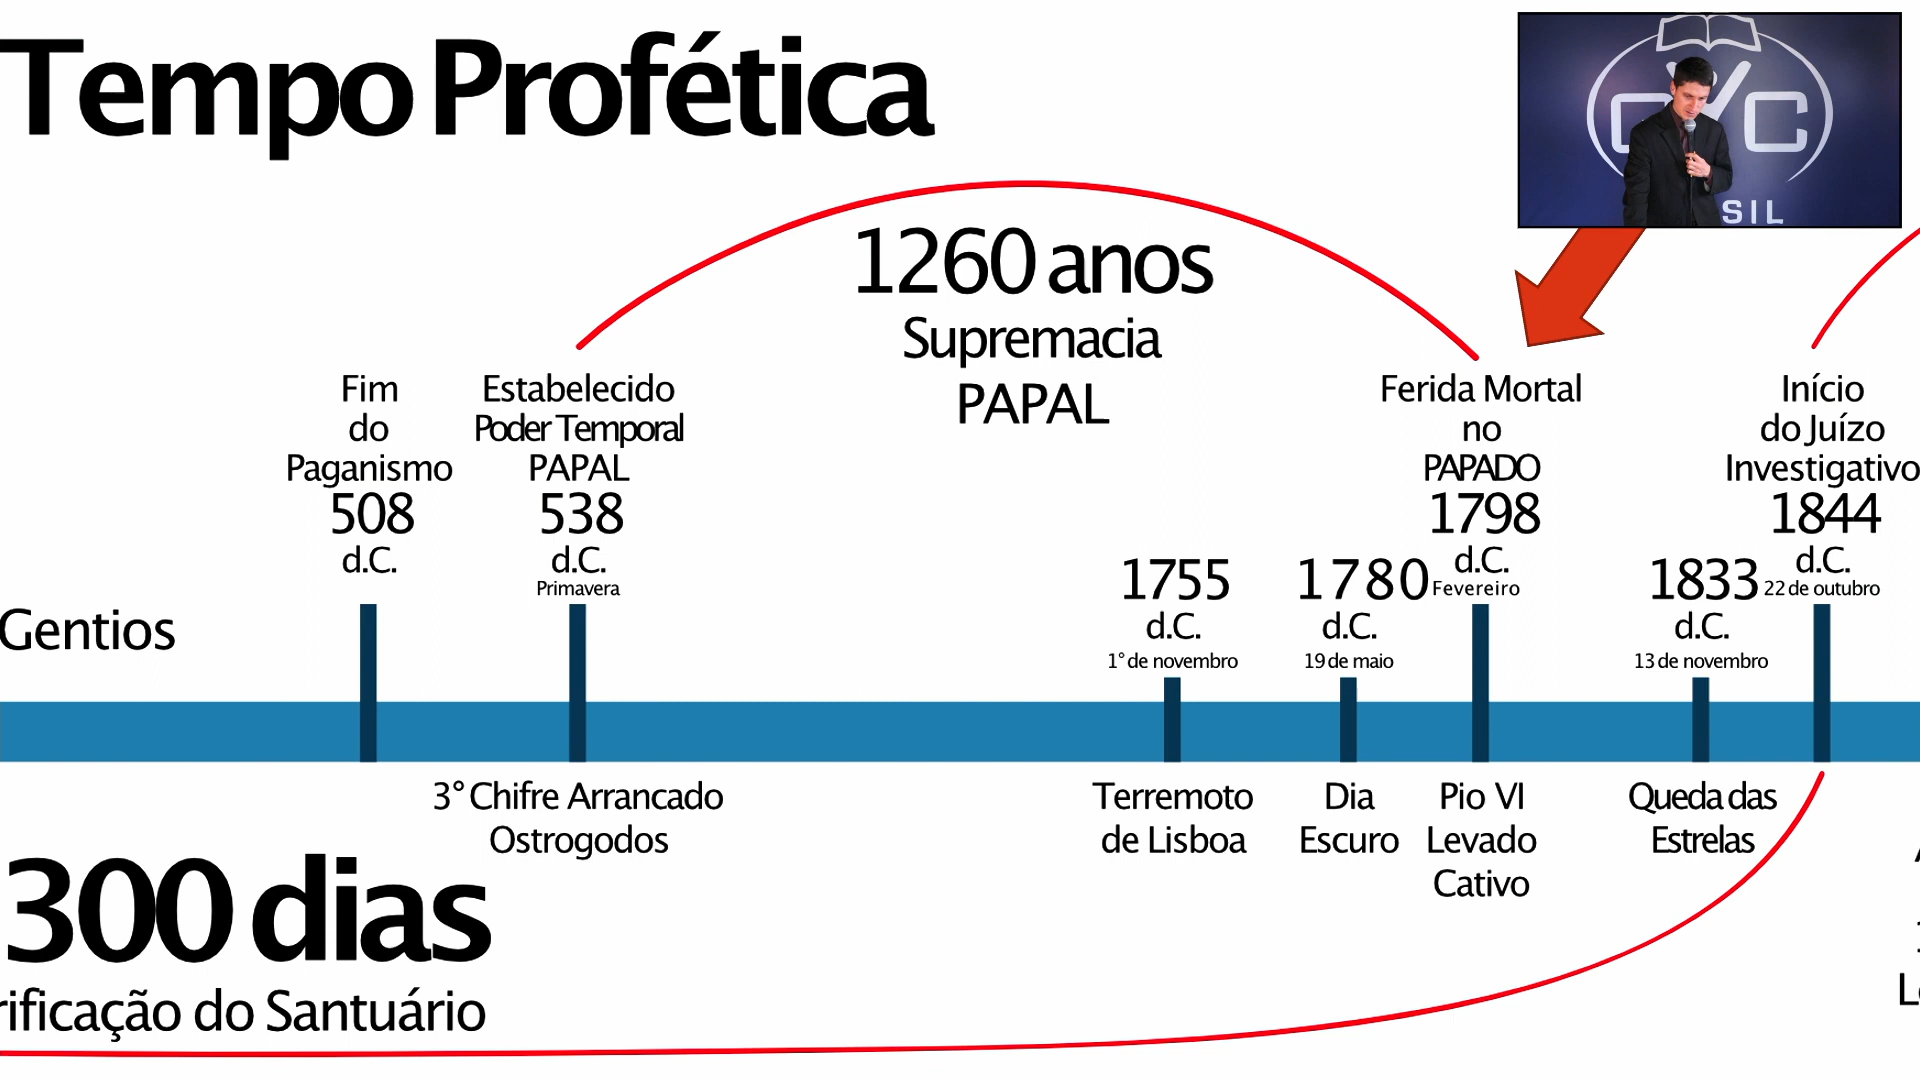 Tempo Profética
CYC
SIL
1260 anos
Supremacia
PAPAL
Fim
do
Paganismo
508
d.C.
Estabelecido
Poder Temporal
PAPAL
538
d.C.
Primavera
Ferida Mortal
no
PAPADO
1798
d.C.
Fevereiro
Início
do Juízo
Investigativo
1844
d.C.
22 de outubro
1755
d.C.
1° de novembro
1780
d.C.
19 de maio
1833
d.C.
13 de novembro
Gentios
3° Chifre Arrancado
Ostrogodos
Terremoto
de Lisboa
Dia
Escuro
Pio VI
Levado
Cativo
Queda das
Estrelas
300 dias
rificação do Santuário